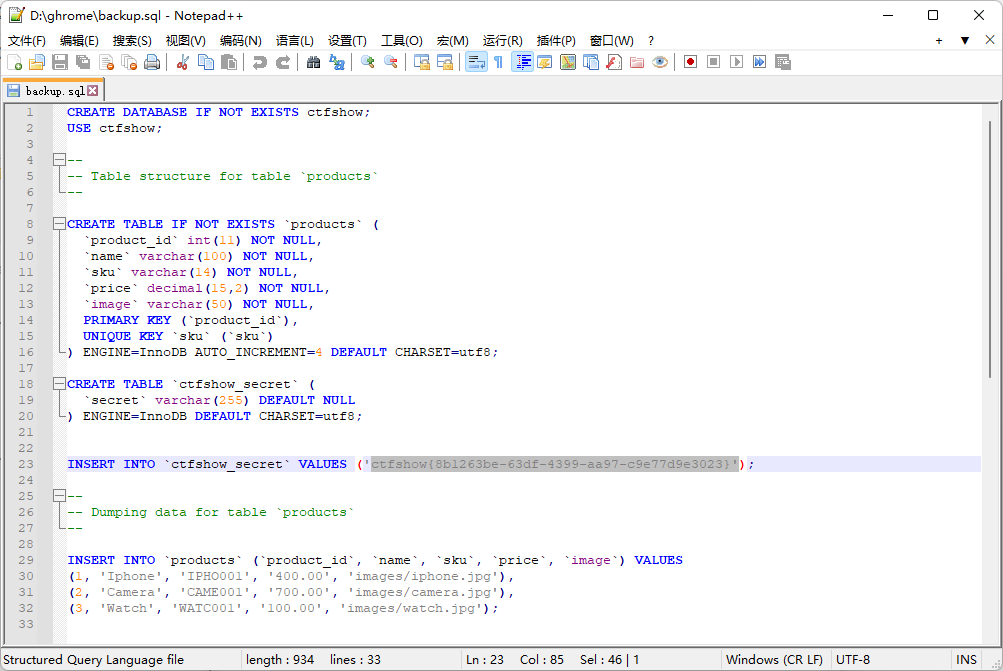 D:\ghrome\backup.sql - Notepad++
文件(F) 编辑(E) 搜索(S) 视图(V) 编码(N) 语言(L) 设置(T) 工具(O) 宏(M) 运行(R) 插件(P) 窗口(W) ? + ▼ ✕
backup.sql
1 CREATE DATABASE IF NOT EXISTS ctfshow;
2 USE ctfshow;
3
4 --
5 -- Table structure for table `products`
6 --
7
8 CREATE TABLE IF NOT EXISTS `products` (
9 `product_id` int(11) NOT NULL,
10 `name` varchar(100) NOT NULL,
11 `sku` varchar(14) NOT NULL,
12 `price` decimal(15,2) NOT NULL,
13 `image` varchar(50) NOT NULL,
14 PRIMARY KEY (`product_id`),
15 UNIQUE KEY `sku` (`sku`)
16 ) ENGINE=InnoDB AUTO_INCREMENT=4 DEFAULT CHARSET=utf8;
17
18 CREATE TABLE `ctfshow_secret` (
19 `secret` varchar(255) DEFAULT NULL
20 ) ENGINE=InnoDB DEFAULT CHARSET=utf8;
21
22
23 INSERT INTO `ctfshow_secret` VALUES ('ctfshow{8b1263be-63df-4399-aa97-c9e77d9e3023}');
24
25 --
26 -- Dumping data for table `products`
27 --
28
29 INSERT INTO `products` (`product_id`, `name`, `sku`, `price`, `image`) VALUES
30 (1, 'Iphone', 'IPHO001', '400.00', 'images/iphone.jpg'),
31 (2, 'Camera', 'CAME001', '700.00', 'images/camera.jpg'),
32 (3, 'Watch', 'WATC001', '100.00', 'images/watch.jpg');
33
Structured Query Language file length : 934 lines : 33 Ln : 23 Col : 85 Sel : 46 | 1 Windows (CR LF) UTF-8 INS